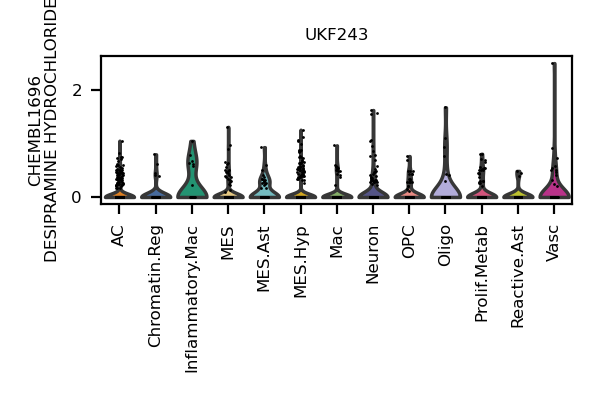 UKF243
CHEMBL1696
DESIPRAMINE HYDROCHLORIDE
2
0
AC
Chromatin.Reg
Inflammatory.Mac
MES
MES.Ast
MES.Hyp
Mac
Neuron
OPC
Oligo
Prolif.Metab
Reactive.Ast
Vasc